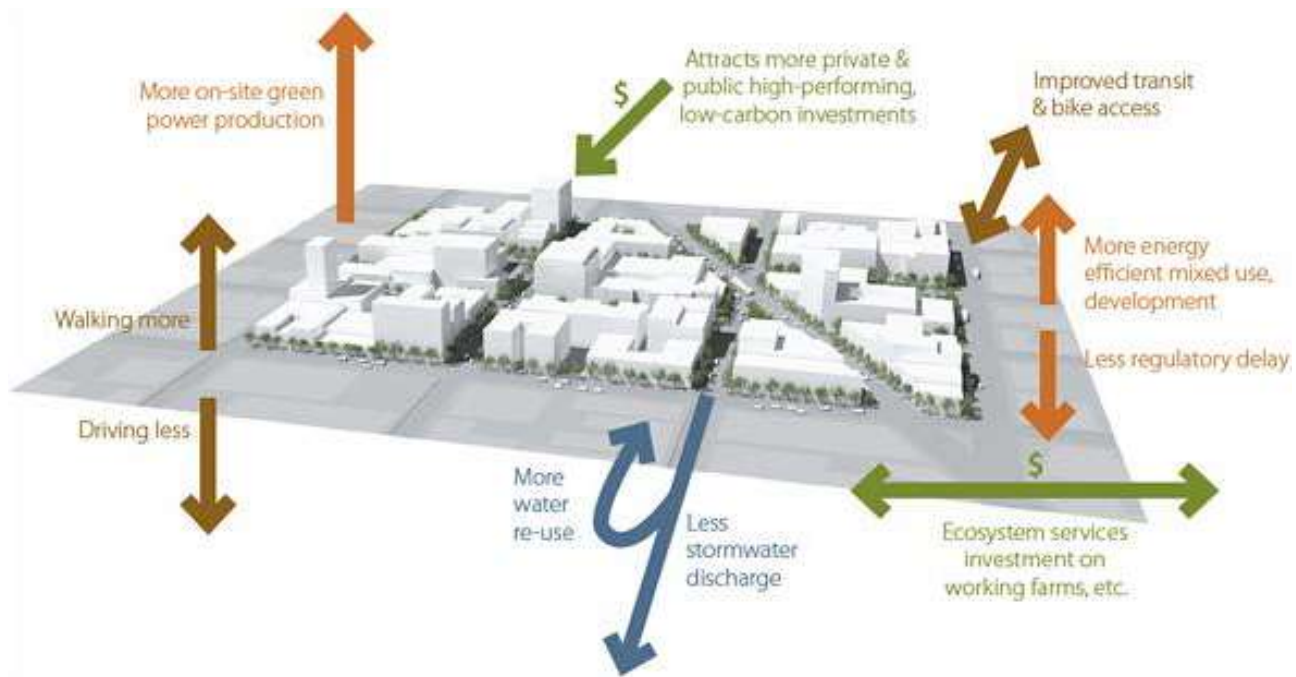 More on-site green
power production
$
Attracts more private &
public high-performing,
low-carbon investments
Improved transit
& bike access
Walking more
Driving less
More energy
efficient mixed use,
development
Less regulatory delay
More
water
re-use
Less
stormwater
discharge
$
Ecosystem services
investment on
working farms, etc.